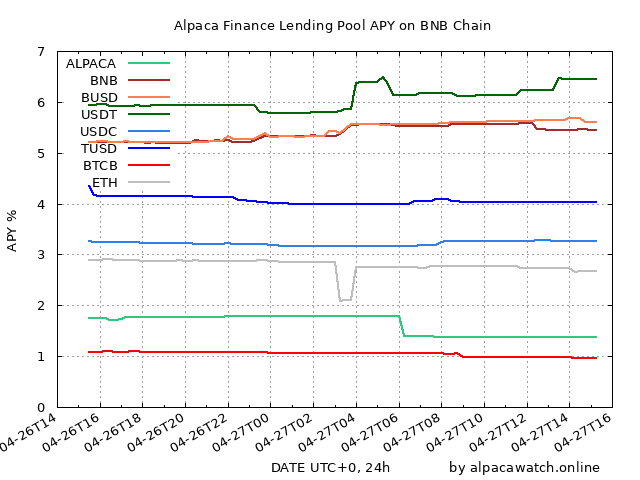 Alpaca Finance Lending Pool APY on BNB Chain
7
6
5
4
3
2
1
0
APY %
ALPACA
BNB
BUSD
USDT
USDC
TUSD
BTCB
ETH
04-26T14
04-26T16
04-26T18
04-26T20
04-26T22
04-27T00
04-27T02
04-27T04
04-27T06
04-27T08
04-27T10
04-27T12
04-27T14
04-27T16
DATE UTC+0, 24h
by alpacawatch.online